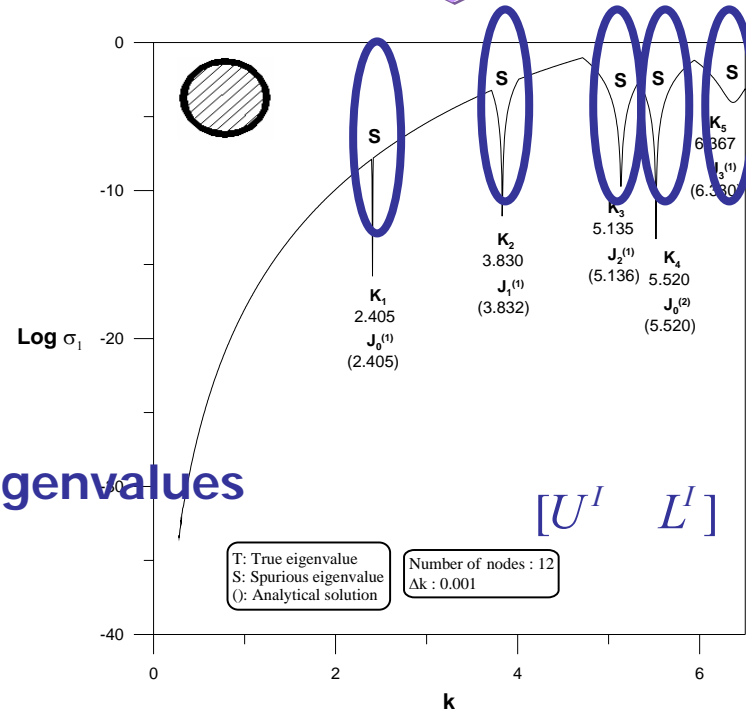 0
-10
-20
-30
-40
Log σ₁
S
S
S
S
S
K₁
2.405
J₀⁽¹⁾
(2.405)
K₂
3.830
J₁⁽¹⁾
(3.832)
K₃
5.135
J₂⁽¹⁾
(5.136)
K₄
5.520
J₀⁽²⁾
(5.520)
K₅
6.367
J₃⁽¹⁾
(6.380)
genvalues
[Uᴵ Lᴵ]
T: True eigenvalue
S: Spurious eigenvalue
(): Analytical solution
Number of nodes : 12
Δk : 0.001
0 2 4 6
k